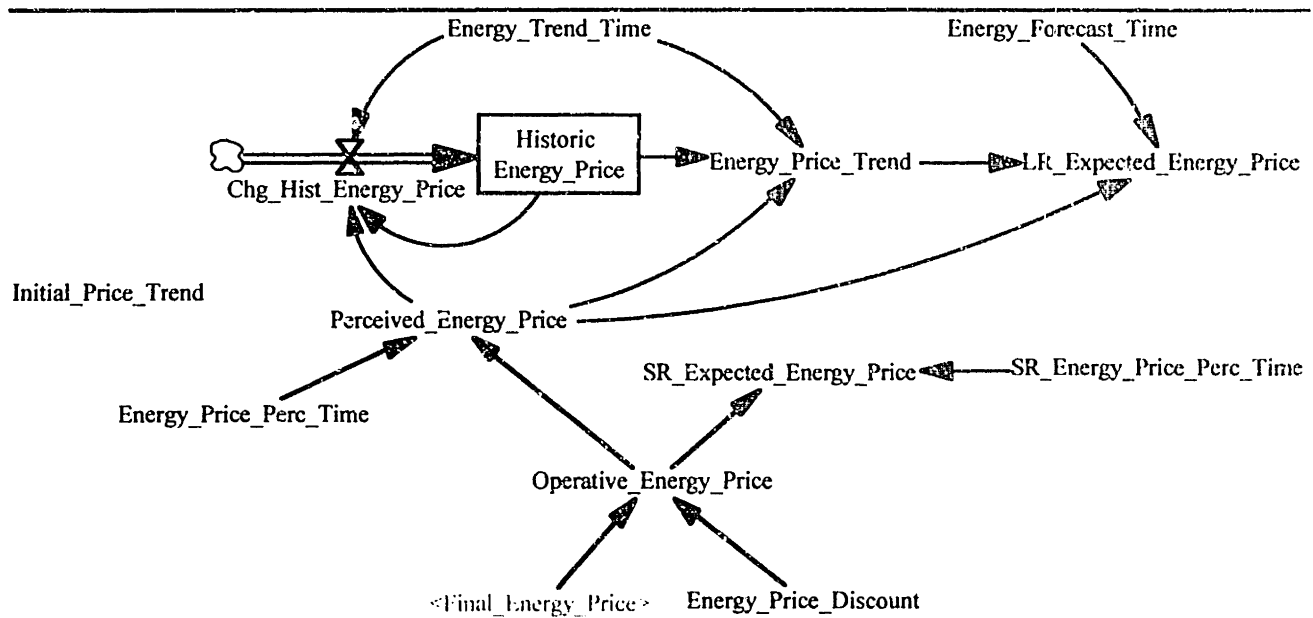 Energy_Trend_Time
Energy_Forecast_Time
Historic
Energy_Price
Energy_Price_Trend
LR_Expected_Energy_Price
Chg_Hist_Energy_Price
Initial_Price_Trend
Perceived_Energy_Price
SR_Expected_Energy_Price
SR_Energy_Price_Perc_Time
Energy_Price_Perc_Time
Operative_Energy_Price
<Final_Energy_Price>
Energy_Price_Discount